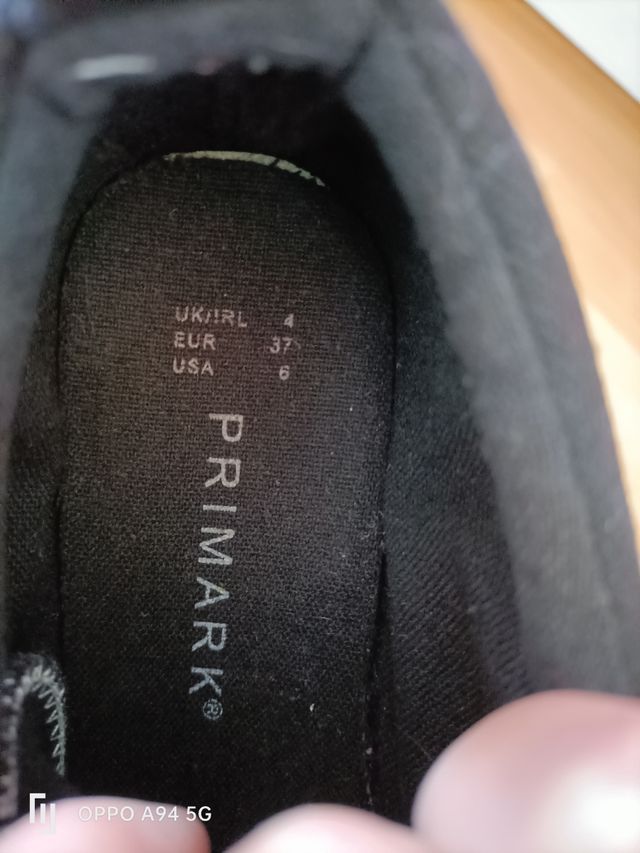 UK/IRL 4
EUR 37
USA 6
PRIMARK®
OPPO A94 5G